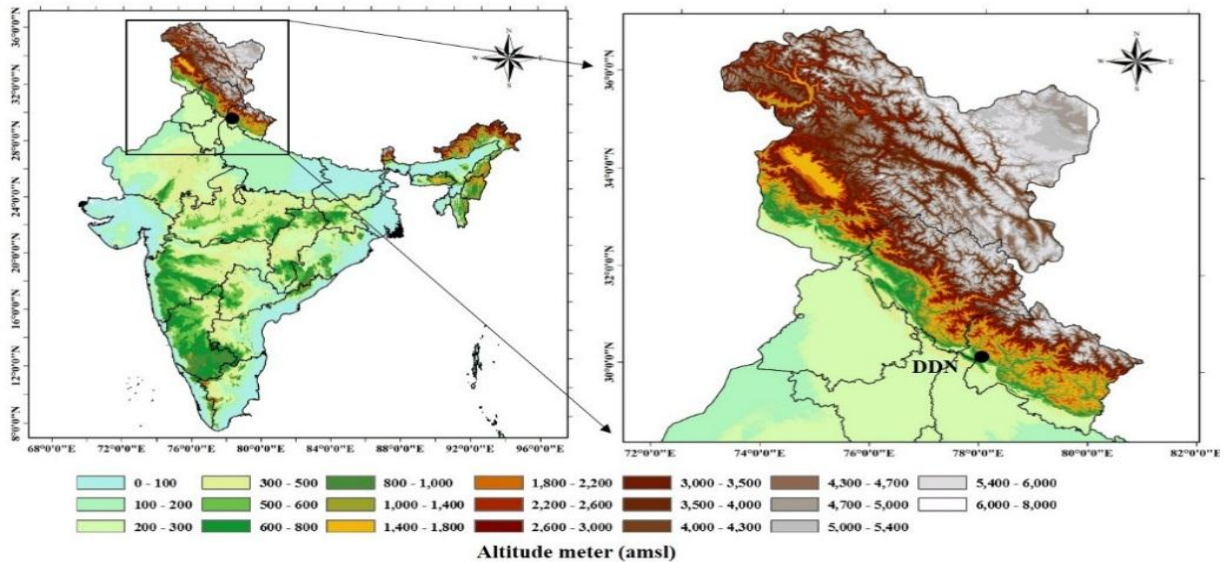 N
W E
S
36°0'0"N
32°0'0"N
28°0'0"N
24°0'0"N
20°0'0"N
16°0'0"N
12°0'0"N
8°0'0"N
68°0'0"E 72°0'0"E 76°0'0"E 80°0'0"E 84°0'0"E 88°0'0"E 92°0'0"E 96°0'0"E
N
W E
S
36°0'0"N
34°0'0"N
32°0'0"N
30°0'0"N
DDN
72°0'0"E 74°0'0"E 76°0'0"E 78°0'0"E 80°0'0"E 82°0'0"E
0 - 100 300 - 500 800 - 1,000 1,800 - 2,200 3,000 - 3,500 4,300 - 4,700 5,400 - 6,000
100 - 200 500 - 600 1,000 - 1,400 2,200 - 2,600 3,500 - 4,000 4,700 - 5,000 6,000 - 8,000
200 - 300 600 - 800 1,400 - 1,800 2,600 - 3,000 4,000 - 4,300 5,000 - 5,400
Altitude meter (amsl)